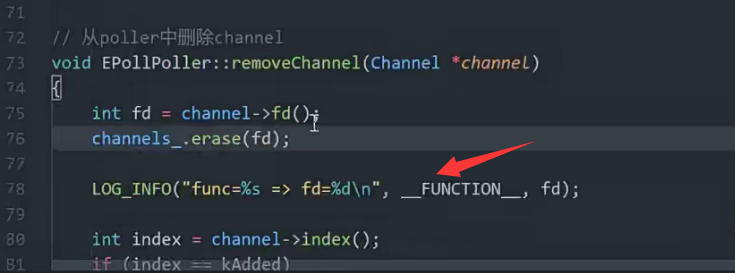 71
72 // 从poller中删除channel
73 void EPollPoller::removeChannel(Channel *channel)
74 {
75     int fd = channel->fd();
76     channels_.erase(fd);
77
78     LOG_INFO("func=%s => fd=%d\n", __FUNCTION__, fd);
79
80     int index = channel->index();
81     if (index == kAdded)